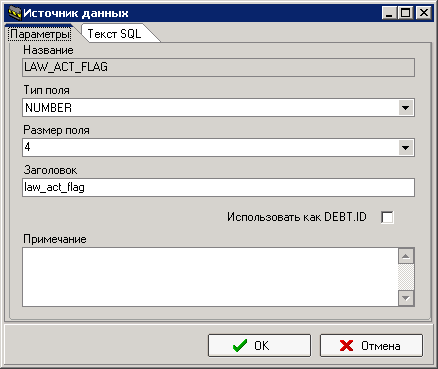 Источник данных
Параметры
Текст SQL
Название
LAW_ACT_FLAG
Тип поля
NUMBER
Размер поля
4
Заголовок
law_act_flag
Использовать как DEBT.ID
Примечание
OK
Отмена